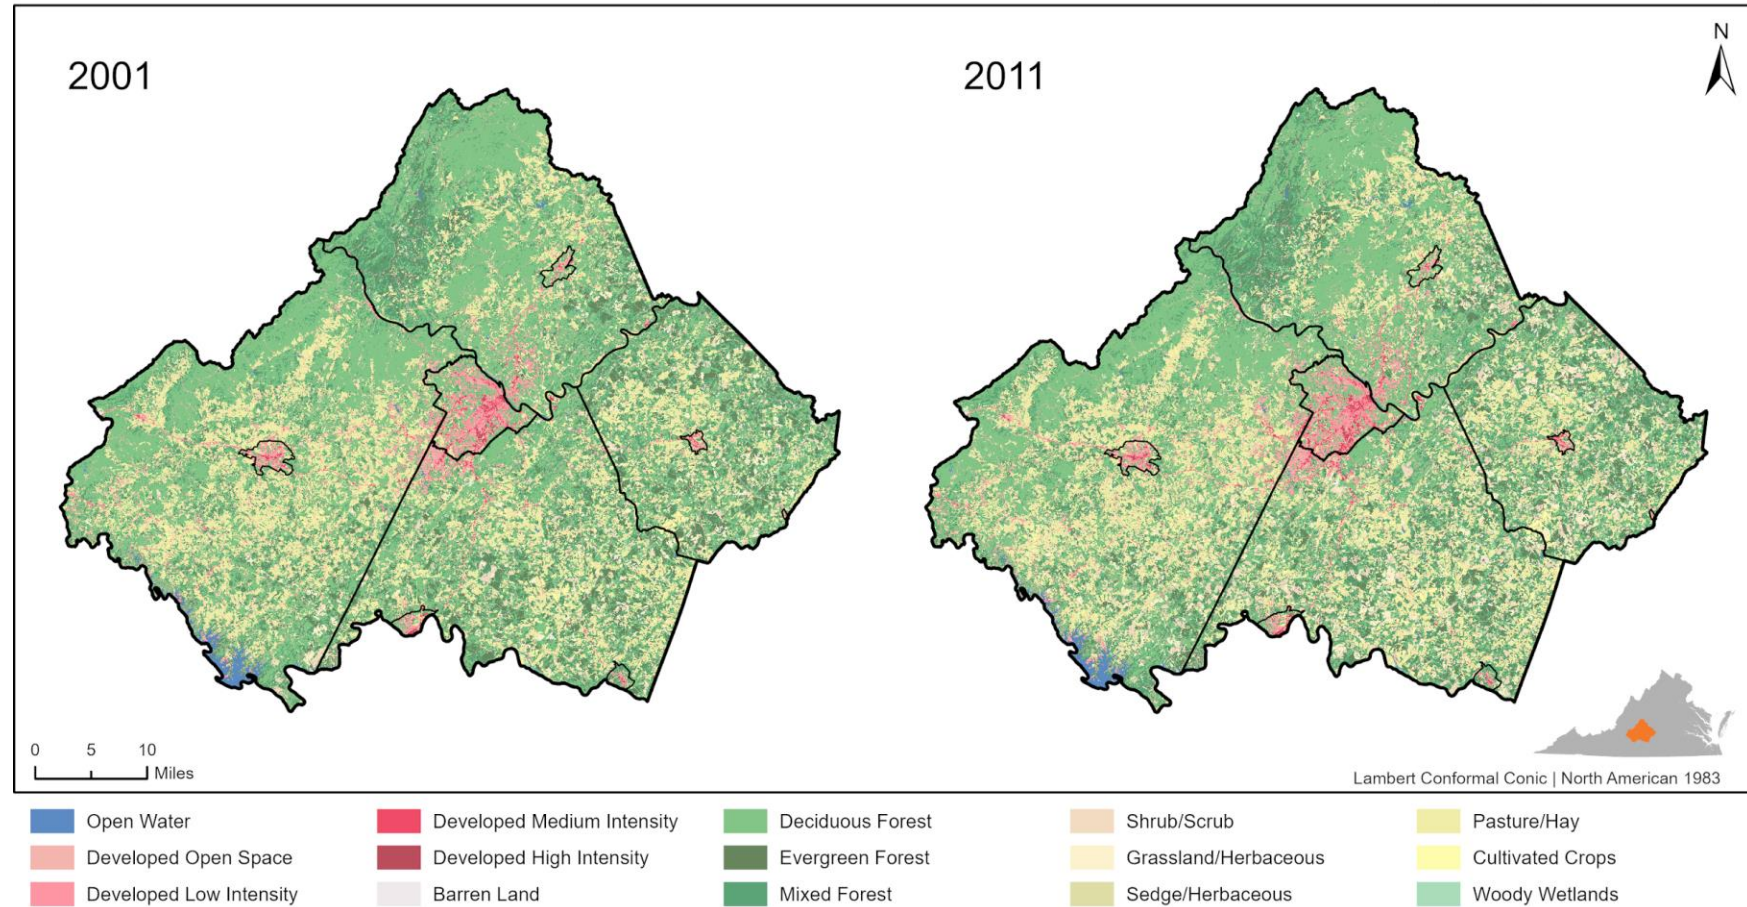 2001
2011
N
0 5 10
Miles
Lambert Conformal Conic | North American 1983
Open Water
Developed Medium Intensity
Deciduous Forest
Shrub/Scrub
Pasture/Hay
Developed Open Space
Developed High Intensity
Evergreen Forest
Grassland/Herbaceous
Cultivated Crops
Developed Low Intensity
Barren Land
Mixed Forest
Sedge/Herbaceous
Woody Wetlands